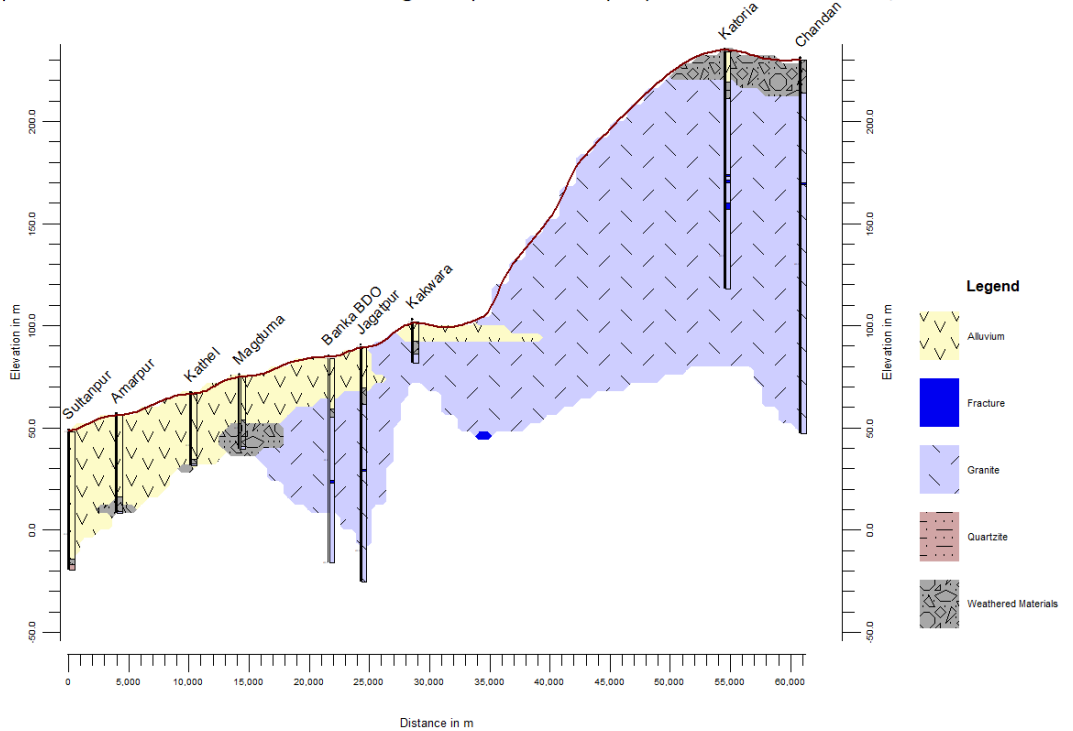 Katoria
Chandan
Kakwara
Banka BDO
Jagatpur
Magduma
Kathel
Amarpur
Sultanpur
200.0
150.0
100.0
50.0
0.0
-50.0
Elevation in m
200.0
150.0
100.0
50.0
0.0
-50.0
Elevation in m
0 5,000 10,000 15,000 20,000 25,000 30,000 35,000 40,000 45,000 50,000 55,000 60,000
Distance in m
Legend
Alluvium
Fracture
Granite
Quartzite
Weathered Materials